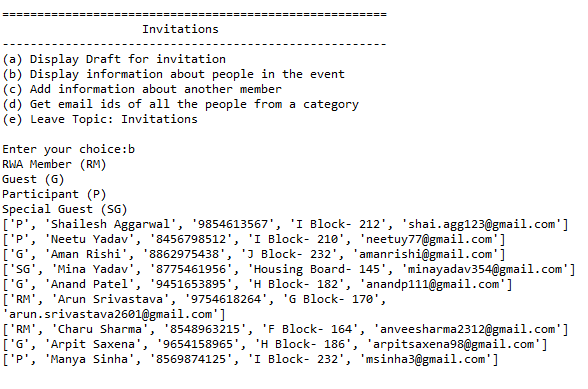 =======================================================
Invitations
-------------------------------------------------------
(a) Display Draft for invitation
(b) Display information about people in the event
(c) Add information about another member
(d) Get email ids of all the people from a category
(e) Leave Topic: Invitations
Enter your choice:b
RWA Member (RM)
Guest (G)
Participant (P)
Special Guest (SG)
['P', 'Shailesh Aggarwal', '9854613567', 'I Block- 212', 'shai.agg123@gmail.com']
['P', 'Neetu Yadav', '8456798512', 'I Block- 210', 'neetuy77@gmail.com']
['G', 'Aman Rishi', '8862975438', 'J Block- 232', 'amanrishi@gmail.com']
['SG', 'Mina Yadav', '8775461956', 'Housing Board- 145', 'minayadav354@gmail.com']
['G', 'Anand Patel', '9451653895', 'H Block- 182', 'anandp111@gmail.com']
['RM', 'Arun Srivastava', '9754618264', 'G Block- 170',
'arun.srivastava2601@gmail.com']
['RM', 'Charu Sharma', '8548963215', 'F Block- 164', 'anveesharma2312@gmail.com']
['G', 'Arpit Saxena', '9654158965', 'H Block- 186', 'arpitsaxena98@gmail.com']
['P', 'Manya Sinha', '8569874125', 'I Block- 232', 'msinha3@gmail.com']